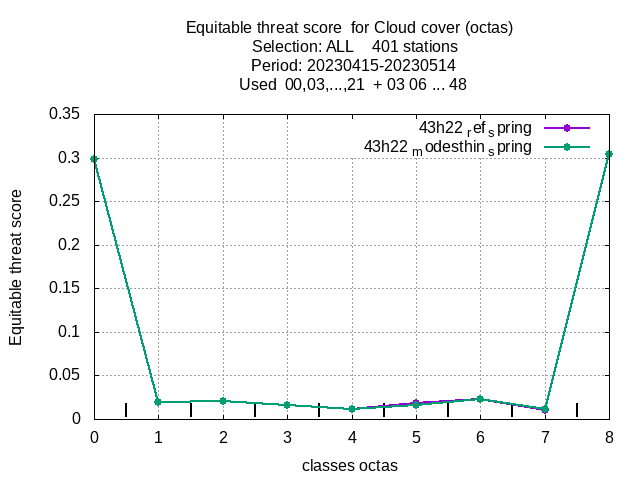 Equitable threat score  for Cloud cover (octas)
Selection: ALL    401 stations
Period: 20230415-20230514
Used  00,03,...,21  + 03 06 ... 48
43h22 ref spring
43h22 modesthin spring
Equitable threat score
0.35
0.3
0.25
0.2
0.15
0.1
0.05
0
0 1 2 3 4 5 6 7 8
classes octas